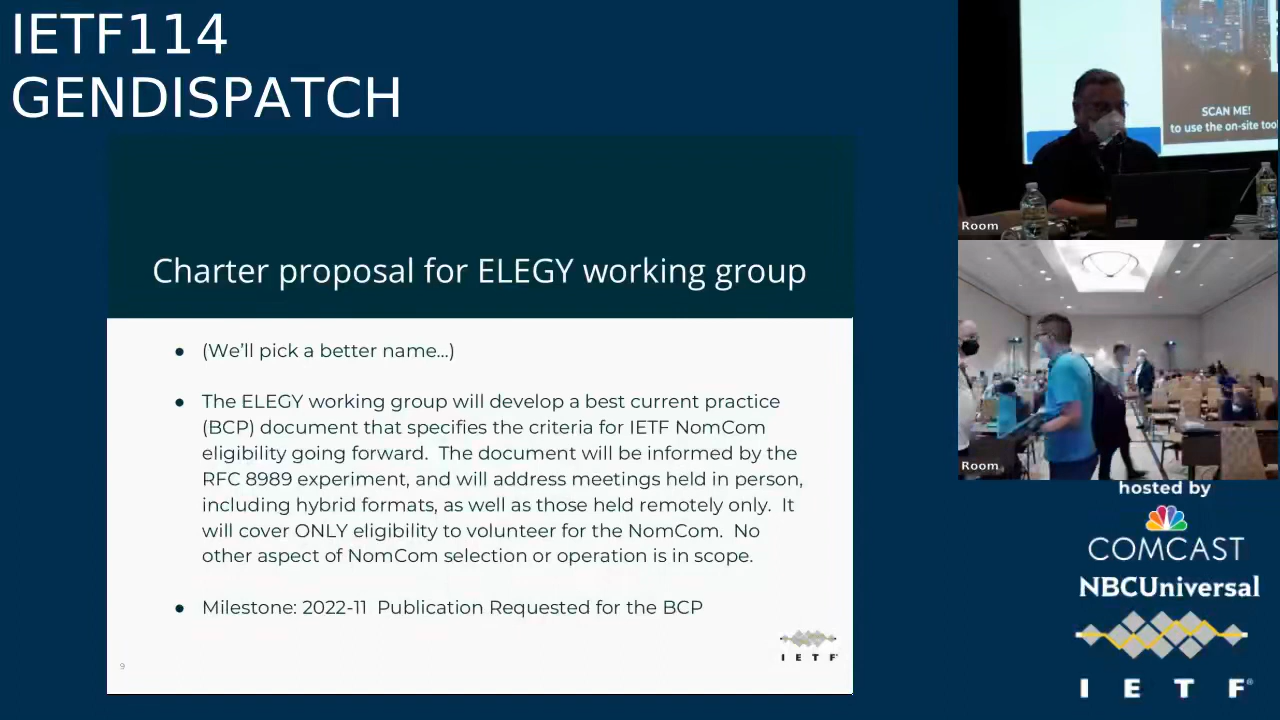 IETF114
GENDISPATCH
Charter proposal for ELEGY working group
(We'll pick a better name...)
The ELEGY working group will develop a best current practice
(BCP) document that specifies the criteria for IETF NomCom
eligibility going forward.  The document will be informed by the
RFC 8989 experiment, and will address meetings held in person,
including hybrid formats, as well as those held remotely only.  It
will cover ONLY eligibility to volunteer for the NomCom.  No
other aspect of NomCom selection or operation is in scope.
Milestone: 2022-11  Publication Requested for the BCP
9
I E T F
SCAN ME!
to use the on-site tool
Room
Room
hosted by
COMCAST
NBCUniversal
I E T F®